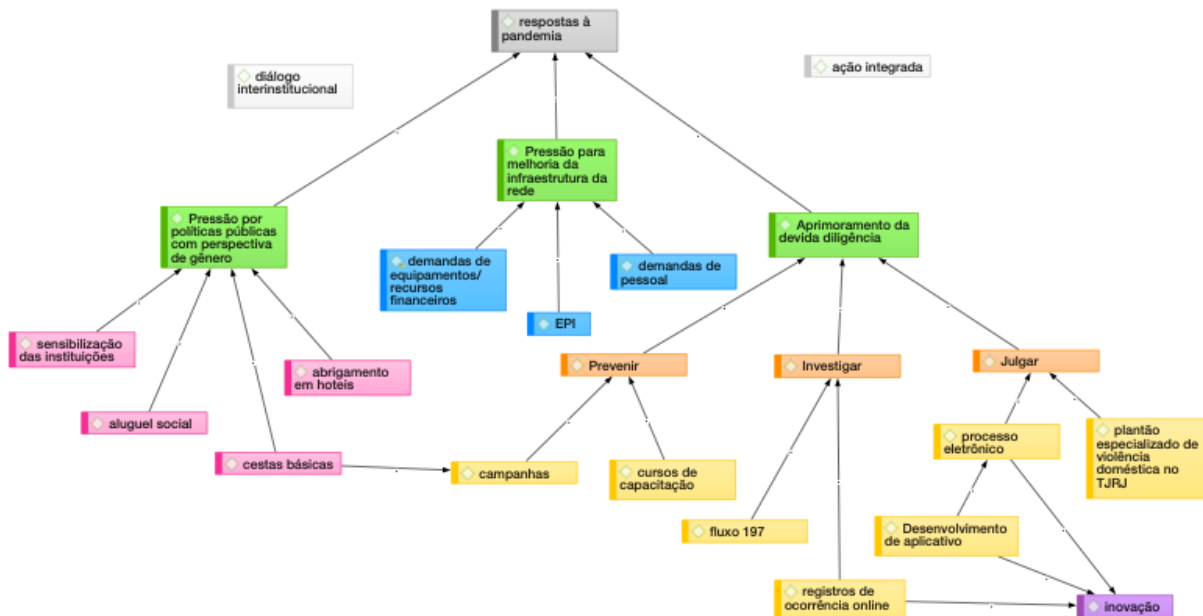 respostas à
pandemia
diálogo
interinstitucional
ação integrada
Pressão para
melhoria da
infraestrutura da
rede
Pressão por
políticas públicas
com perspectiva
de gênero
Aprimoramento da
devida diligência
demandas de
equipamentos/
recursos
financeiros
demandas de
pessoal
EPI
sensibilização
das instituições
abrigamento
em hoteis
aluguel social
cestas básicas
Prevenir
Investigar
Julgar
campanhas
cursos de
capacitação
processo
eletrônico
plantão
especializado de
violência
doméstica no
TJRJ
fluxo 197
Desenvolvimento
de aplicativo
registros de
ocorrência online
inovação